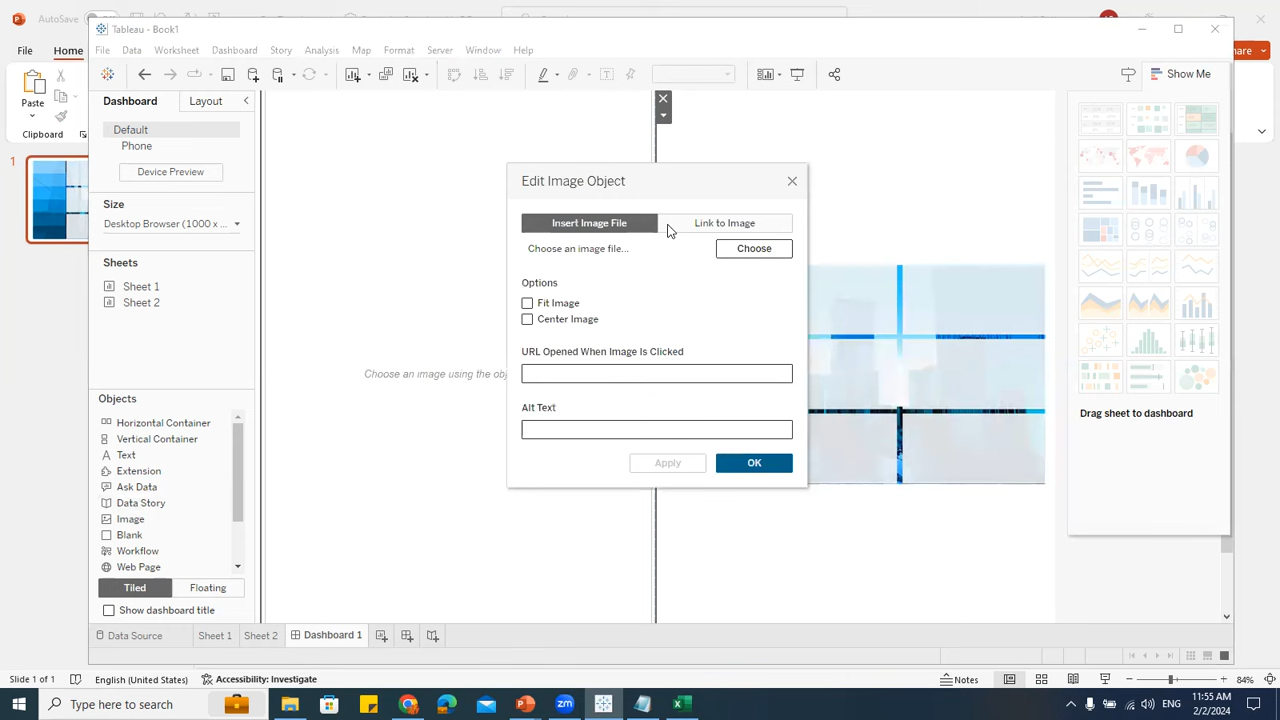 AutoSave
Tableau - Book1
File Home
File Data Worksheet Dashboard Story Analysis Map Format Server Window Help
Share
Paste
Clipboard
Show Me
Dashboard Layout
Default
Phone
Device Preview
Size
Desktop Browser (1000 x ...
Sheets
Sheet 1
Sheet 2
Objects
Horizontal Container
Vertical Container
Text
Extension
Ask Data
Data Story
Image
Blank
Workflow
Web Page
Tiled Floating
Show dashboard title
1
Choose an image using the obj
Edit Image Object
Insert Image File Link to Image
Choose an image file... Choose
Options
Fit Image
Center Image
URL Opened When Image Is Clicked
Alt Text
Apply OK
Drag sheet to dashboard
Data Source Sheet 1 Sheet 2 Dashboard 1
Slide 1 of 1 English (United States) Accessibility: Investigate Notes 84%
Type here to search
ENG
11:55 AM
2/2/2024